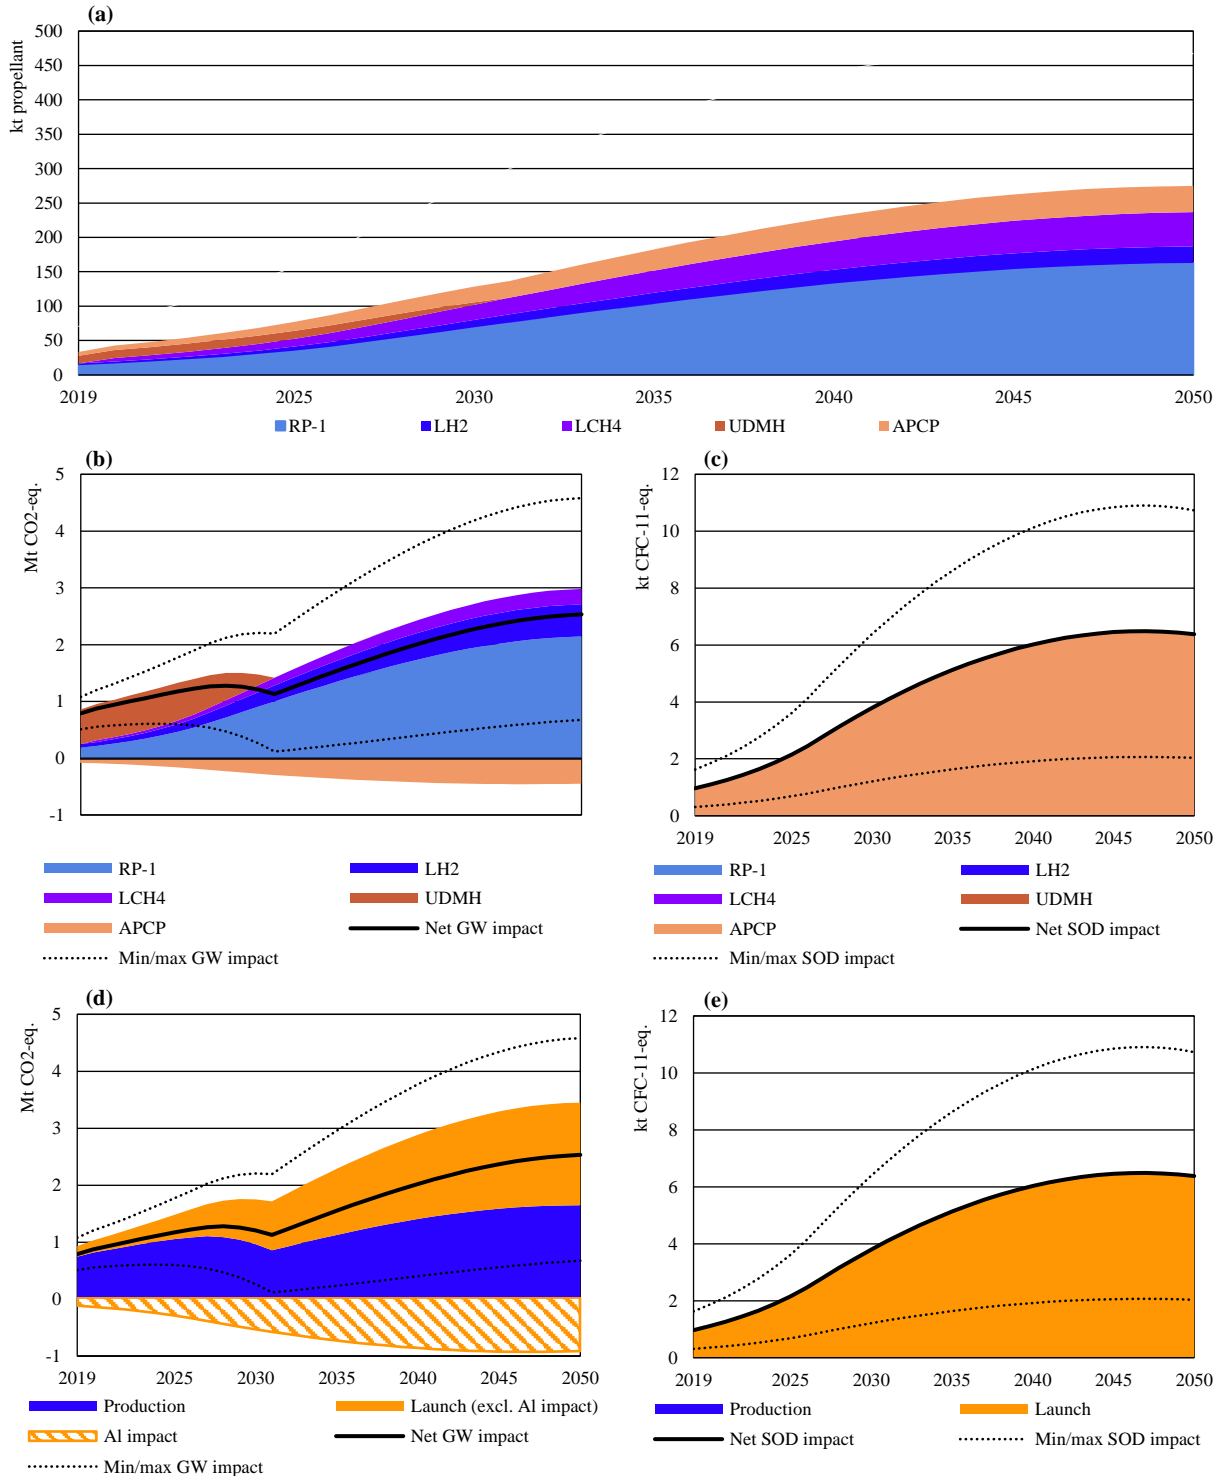 (a)
kt propellant
500
450
400
350
300
250
200
150
100
50
0
2019 2025 2030 2035 2040 2045 2050
RP-1 LH2 LCH4 UDMH APCP
(b)
Mt CO2-eq.
5
4
3
2
1
0
-1
RP-1 LH2
LCH4 UDMH
APCP Net GW impact
Min/max GW impact
(c)
kt CFC-11-eq.
12
10
8
6
4
2
0
2019 2025 2030 2035 2040 2045 2050
RP-1 LH2
LCH4 UDMH
APCP Net SOD impact
Min/max SOD impact
(d)
Mt CO2-eq.
5
4
3
2
1
0
-1
2019 2025 2030 2035 2040 2045 2050
Production Launch (excl. Al impact)
Al impact Net GW impact
Min/max GW impact
(e)
kt CFC-11-eq.
12
10
8
6
4
2
0
2019 2025 2030 2035 2040 2045 2050
Production Launch
Net SOD impact Min/max SOD impact